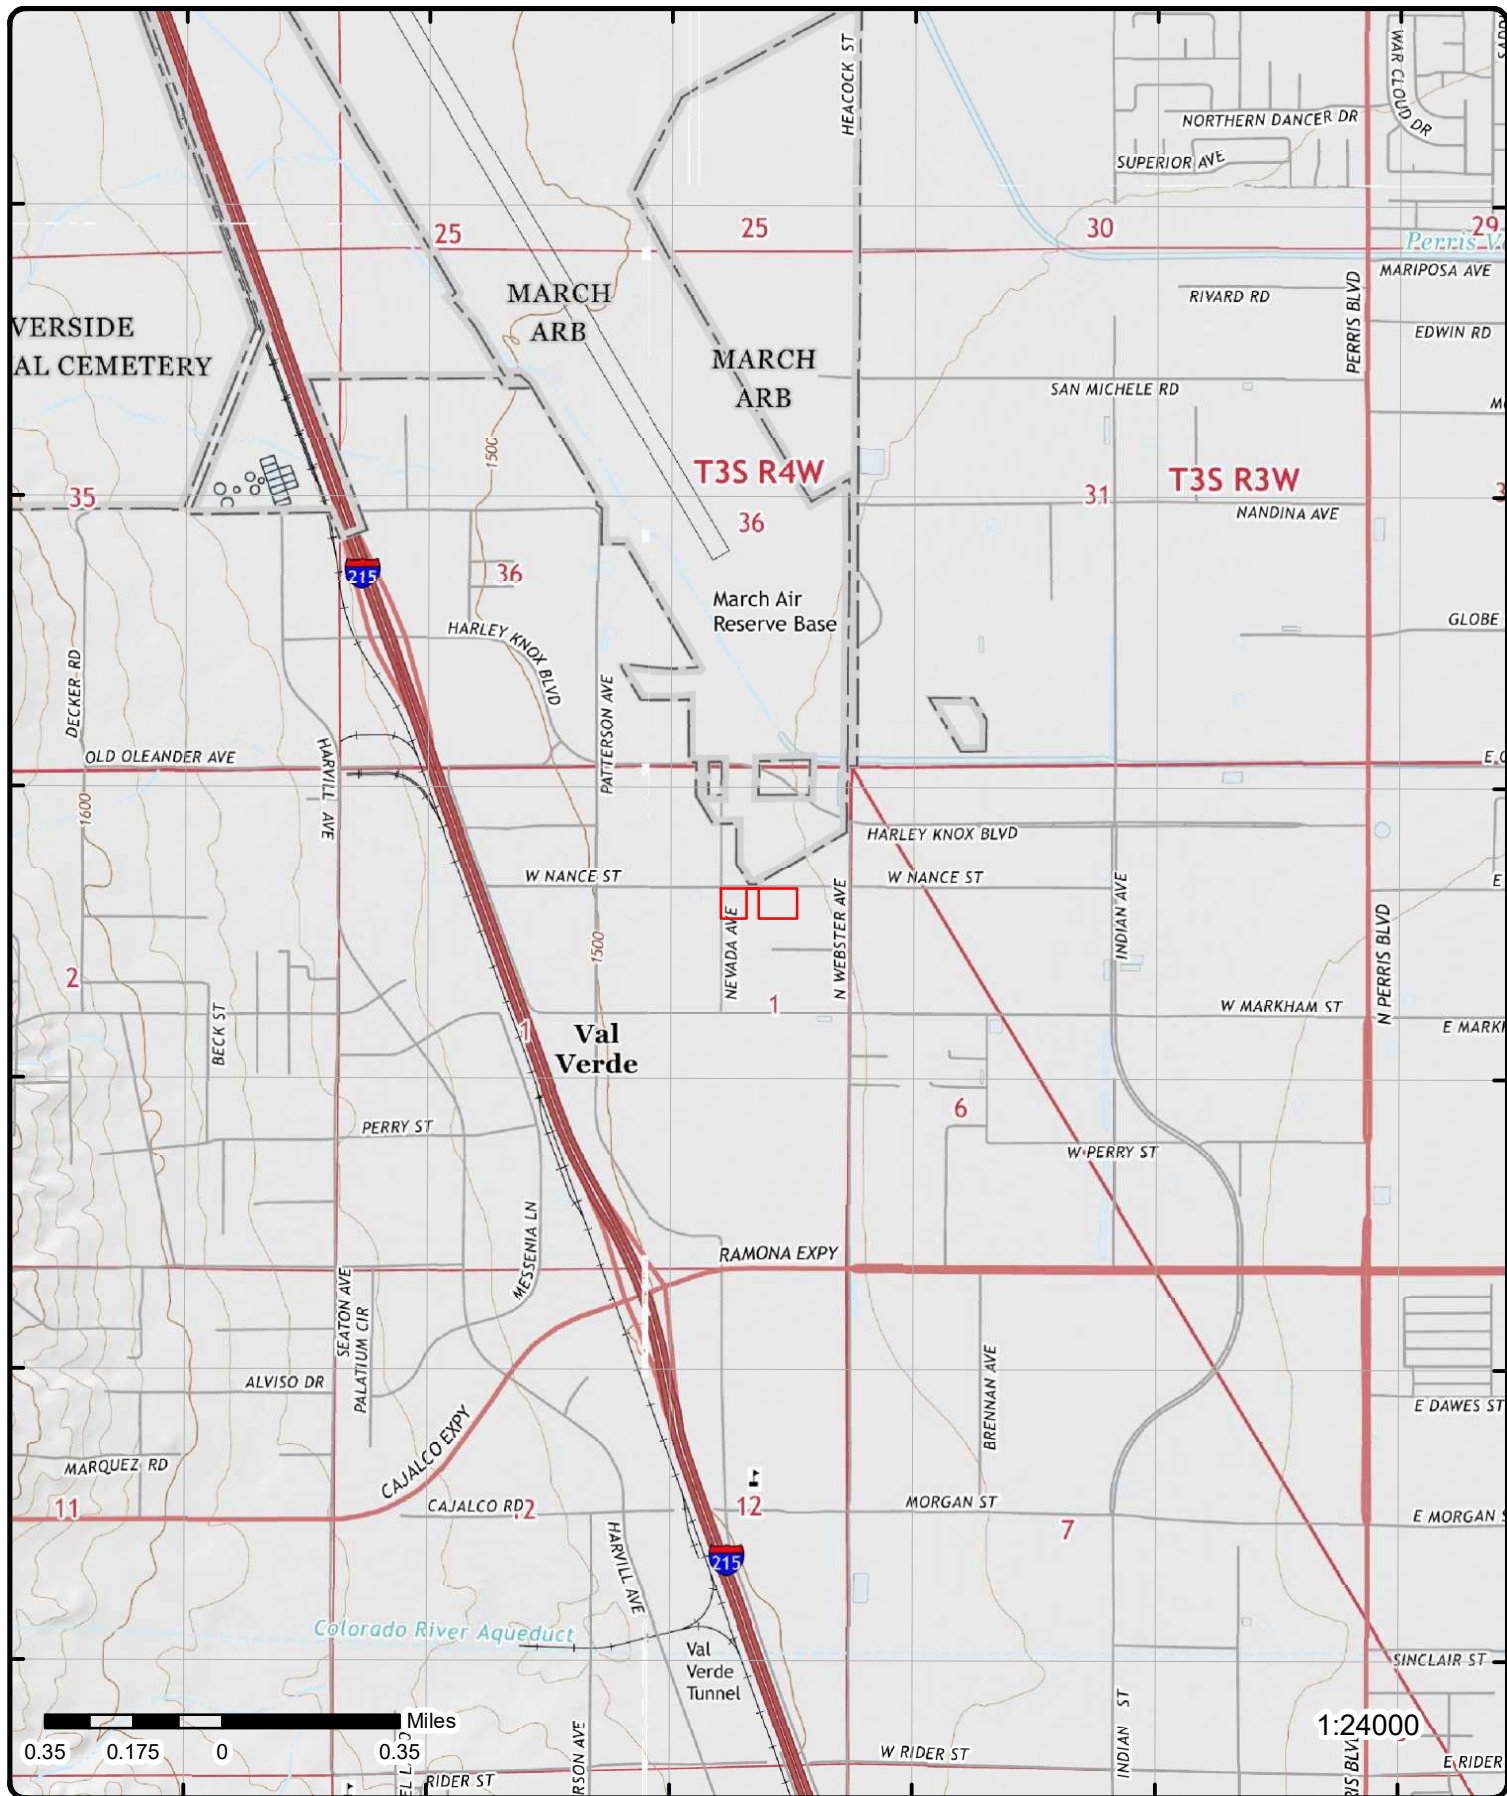 HEACOCK ST
WAR CLOUD DR
NORTHERN DANCER DR
SUPERIOR AVE
25
25
30
29
Perris V
MARIPOSA AVE
RIVARD RD
PERRIS BLVD
EDWIN RD
MARCH
ARB
VERSIDE
AL CEMETERY
MARCH
ARB
SAN MICHELE RD
1500
T3S R4W
T3S R3W
35
31
3
36
NANDINA AVE
215
36
March Air
Reserve Base
GLOBE
HARLEY KNOX BLVD
DECKER RD
PATTERSON AVE
OLD OLEANDER AVE
HARVILL AVE
1600
HARLEY KNOX BLVD
W NANCE ST
W NANCE ST
E
NEVADA AVE
N WEBSTER AVE
INDIAN AVE
N PERRIS BLVD
1500
2
1
W MARKHAM ST
E MARK
BECK ST
1
Val
Verde
6
PERRY ST
W PERRY ST
MESSENIA LN
RAMONA EXPY
SEATON AVE
PALATIUM CIR
ALVISO DR
BRENNAN AVE
E DAWES ST
MARQUEZ RD
CAJALCO EXPY
11
CAJALCO RD
12
12
MORGAN ST
7
E MORGAN S
HARVILL AVE
215
Colorado River Aqueduct
Val
Verde
Tunnel
SINCLAIR ST
INDIAN ST
Miles
0.35
0.175
0
0.35
1:24000
W RIDER ST
E RIDER
RIDER ST
RSON AVE
RIS BLV